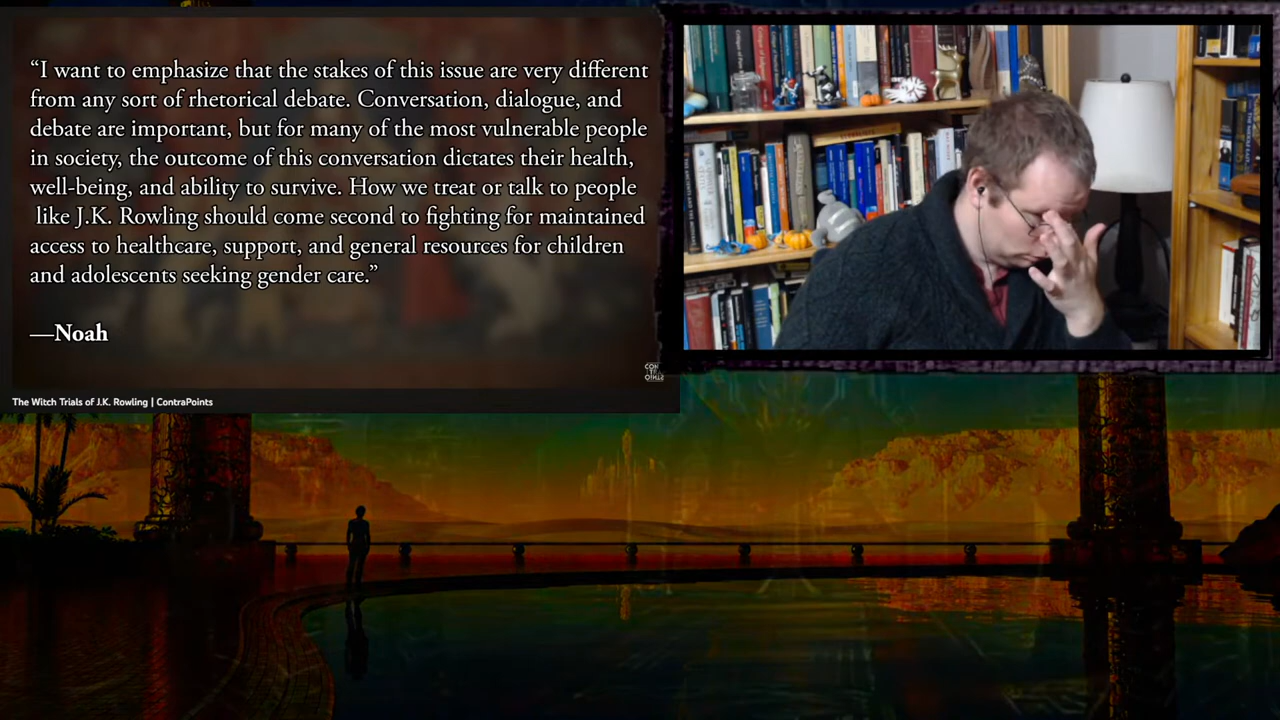 “I want to emphasize that the stakes of this issue are very different
from any sort of rhetorical debate. Conversation, dialogue, and
debate are important, but for many of the most vulnerable people
in society, the outcome of this conversation dictates their health,
well-being, and ability to survive. How we treat or talk to people
like J.K. Rowling should come second to fighting for maintained
access to healthcare, support, and general resources for children
and adolescents seeking gender care.”
—Noah
The Witch Trials of J.K. Rowling | ContraPoints